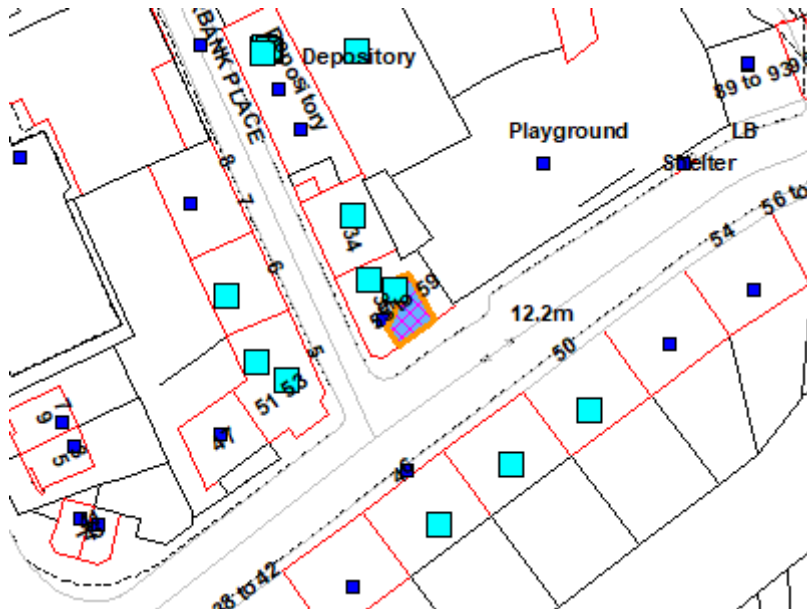 BANK PLACE
Depository
Depository
89 to 93
Playground
LB
Shelter
56 to
54
8
7
6
5
34
to 59
12.2m
50
51 53
47
7
9
5
38 to 42